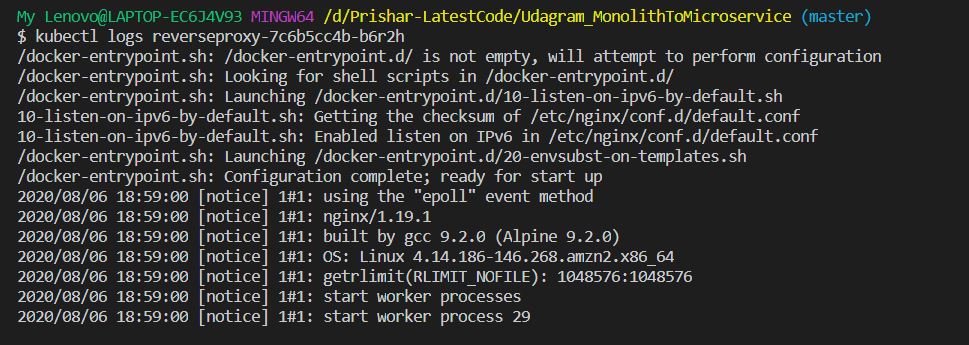 My Lenovo@LAPTOP-EC6J4V93 MINGW64 /d/Prishar-LatestCode/Udagram_MonolithToMicroservice (master)
$ kubectl logs reverseproxy-7c6b5cc4b-b6r2h
/docker-entrypoint.sh: /docker-entrypoint.d/ is not empty, will attempt to perform configuration
/docker-entrypoint.sh: Looking for shell scripts in /docker-entrypoint.d/
/docker-entrypoint.sh: Launching /docker-entrypoint.d/10-listen-on-ipv6-by-default.sh
10-listen-on-ipv6-by-default.sh: Getting the checksum of /etc/nginx/conf.d/default.conf
10-listen-on-ipv6-by-default.sh: Enabled listen on IPv6 in /etc/nginx/conf.d/default.conf
/docker-entrypoint.sh: Launching /docker-entrypoint.d/20-envsubst-on-templates.sh
/docker-entrypoint.sh: Configuration complete; ready for start up
2020/08/06 18:59:00 [notice] 1#1: using the "epoll" event method
2020/08/06 18:59:00 [notice] 1#1: nginx/1.19.1
2020/08/06 18:59:00 [notice] 1#1: built by gcc 9.2.0 (Alpine 9.2.0)
2020/08/06 18:59:00 [notice] 1#1: OS: Linux 4.14.186-146.268.amzn2.x86_64
2020/08/06 18:59:00 [notice] 1#1: getrlimit(RLIMIT_NOFILE): 1048576:1048576
2020/08/06 18:59:00 [notice] 1#1: start worker processes
2020/08/06 18:59:00 [notice] 1#1: start worker process 29